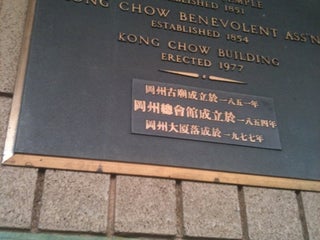 TEMPLE
ESTABLISHED 1851
KONG CHOW BENEVOLENT ASS'N
ESTABLISHED 1854
KONG CHOW BUILDING
ERECTED 1977
岡州古廟成立於一八五一年
岡州總會館成立於一八五四年
岡州大厦落成於一九七七年